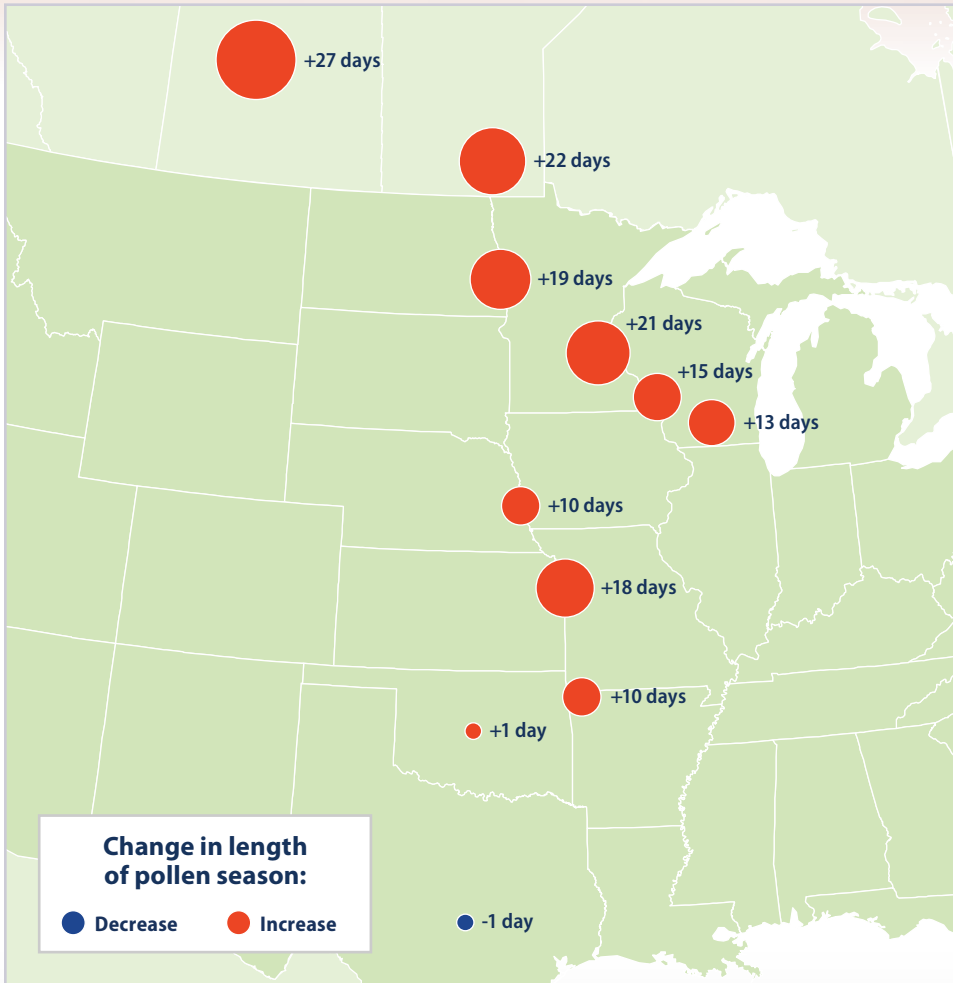 +27 days
+22 days
+19 days
+21 days
+15 days
+13 days
+10 days
+18 days
+10 days
+1 day
Change in length
of pollen season:
Decrease
Increase
-1 day